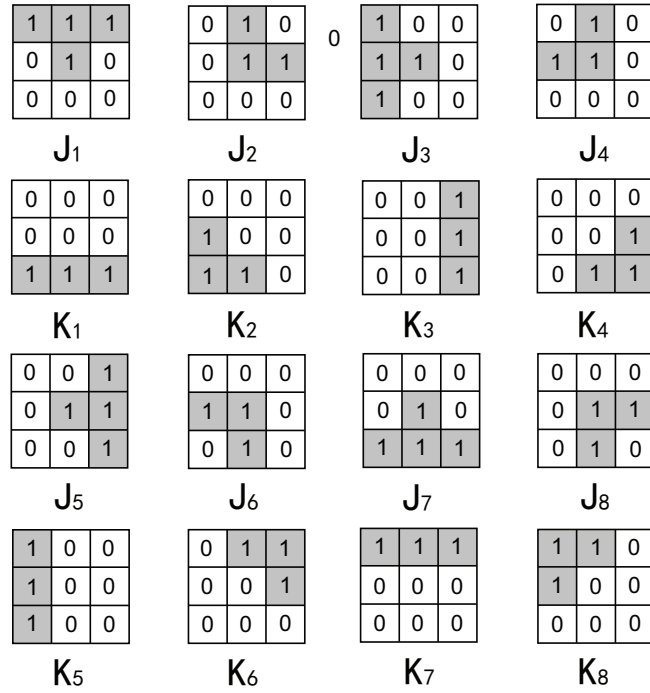 1 1 1 0 1 0 0 1 0 0 0 1 0
0 1 0 0 1 1 1 1 0 1 1 0
0 0 0 0 0 0 1 0 0 0 0 0
J1 J2 J3 J4
0 0 0 0 0 0 0 0 1 0 0 0
0 0 0 1 0 0 0 0 1 0 0 1
1 1 1 1 1 0 0 0 1 0 1 1
K1 K2 K3 K4
0 0 1 0 0 0 0 0 0 0 0 0
0 1 1 1 1 0 0 1 0 0 1 1
0 0 1 0 1 0 1 1 1 0 1 0
J5 J6 J7 J8
1 0 0 0 1 1 1 1 1 1 1 0
1 0 0 0 0 1 0 0 0 1 0 0
1 0 0 0 0 0 0 0 0 0 0 0
K5 K6 K7 K8